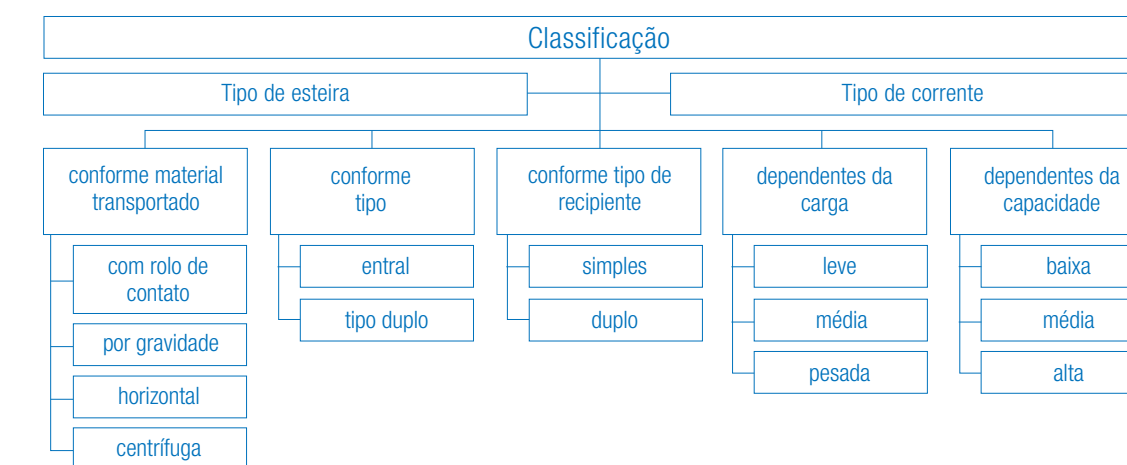 Classificação
Tipo de esteira
Tipo de corrente
conforme material
transportado
conforme
tipo
conforme tipo de
recipiente
dependentes da
carga
dependentes da
capacidade
com rolo de
contato
por gravidade
horizontal
centrífuga
entral
tipo duplo
simples
duplo
leve
média
pesada
baixa
média
alta